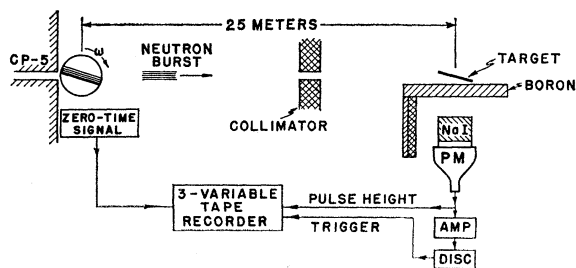 25 METERS
CP-5
ω
NEUTRON
BURST
TARGET
BORON
COLLIMATOR
ZERO-TIME
SIGNAL
NaI
PM
3-VARIABLE
TAPE
RECORDER
PULSE HEIGHT
TRIGGER
AMP
DISC